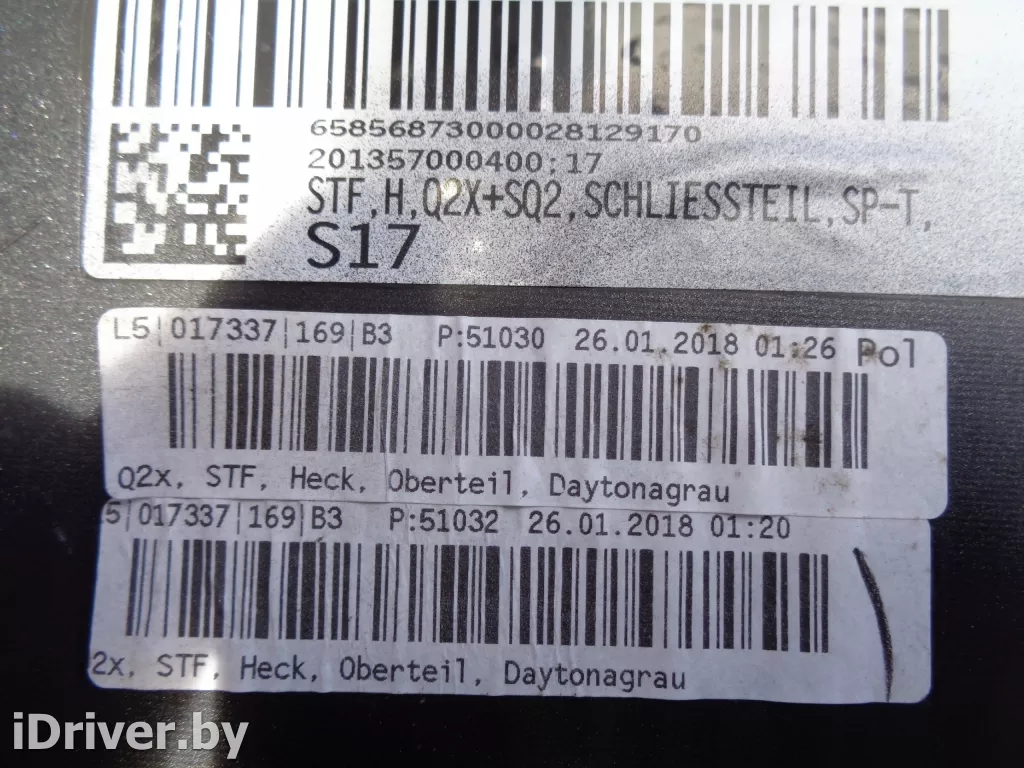 65856873000028129170
201357000400;17
STF,H,Q2X+SQ2,SCHLIESSTEIL,SP-T,
S17
L5|017337|169|B3 P:51030 26.01.2018 01:26 Pol
Q2x, STF, Heck, Oberteil, Daytonagrau
L5|017337|169|B3 P:51032 26.01.2018 01:20
2x, STF, Heck, Oberteil, Daytonagrau
iDriver.by